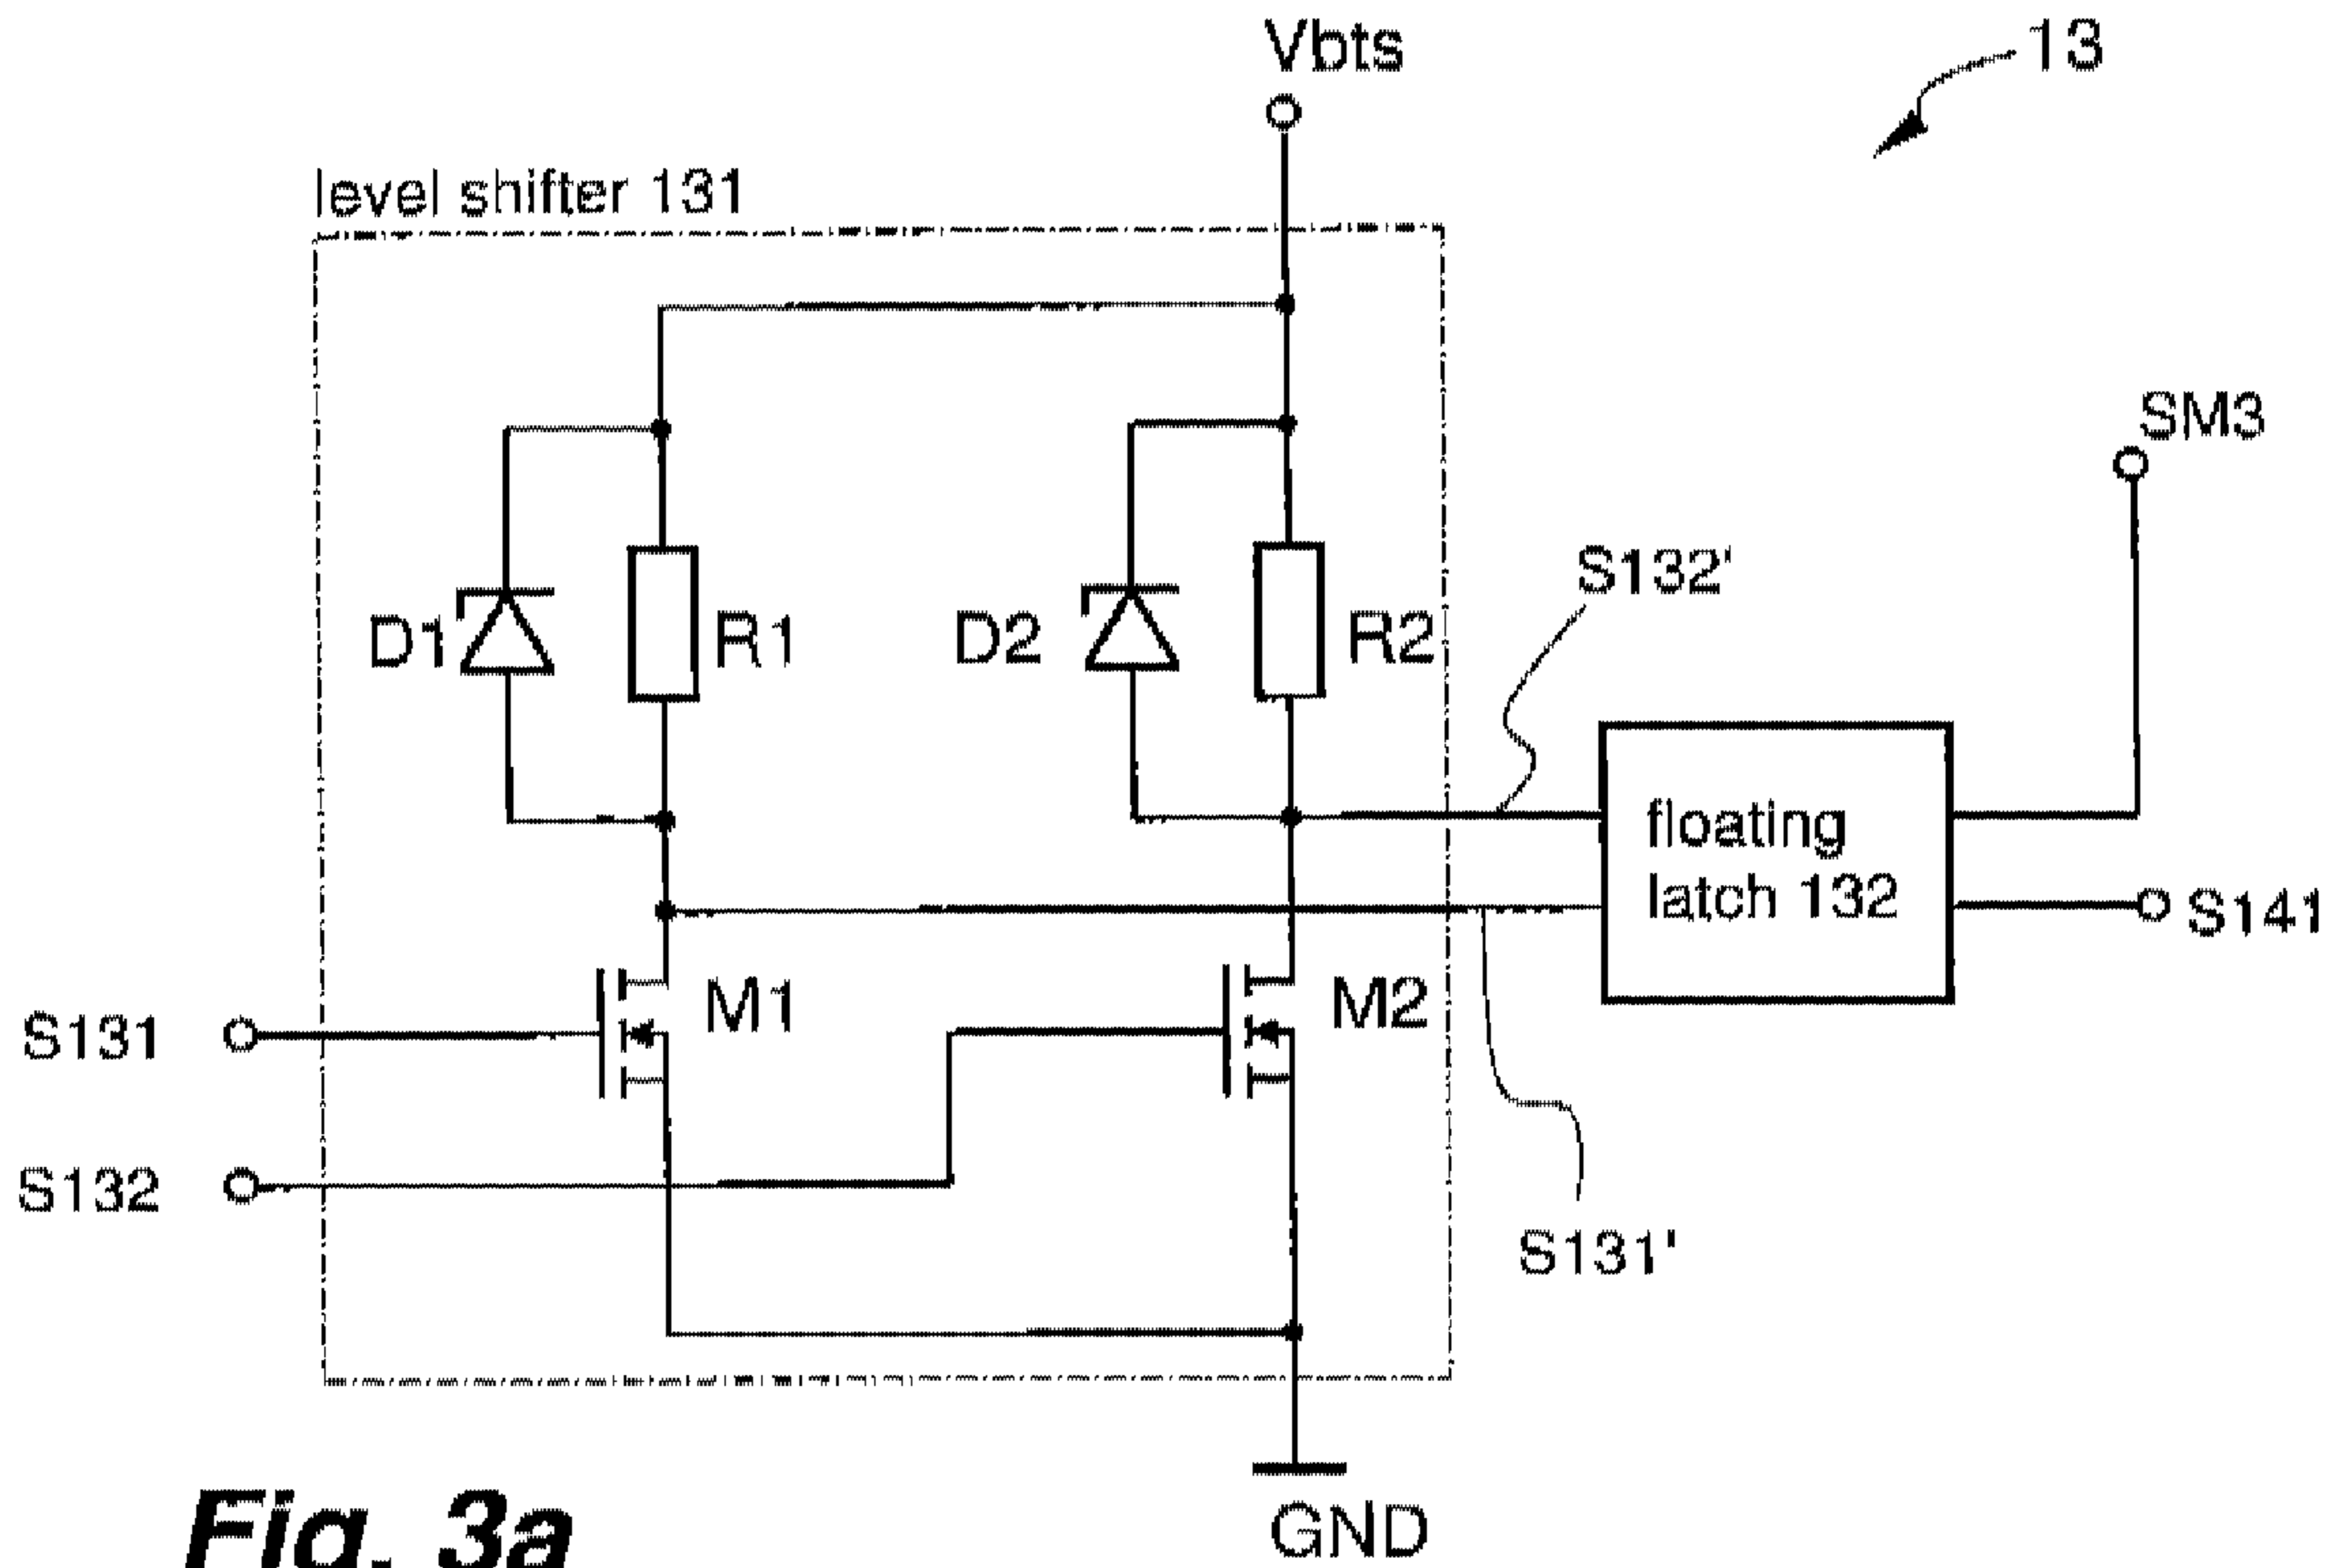 Vbts
13
level shifter 131
SM3
S132'
D1
R1
D2
R2
floating
latch 132
S141
M1
M2
S131
S132
S131'
GND
Fig. 3a